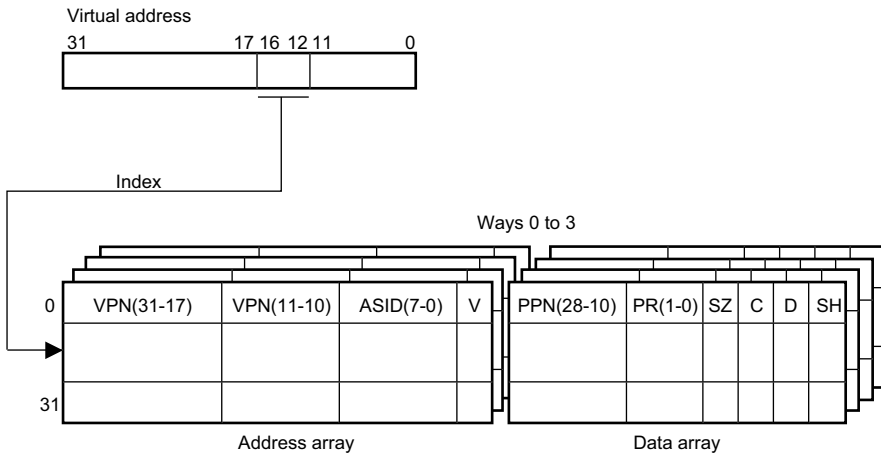 Virtual address
31 17 16 12 11 0
Index
Ways 0 to 3
0 VPN(31-17) VPN(11-10) ASID(7-0) V PPN(28-10) PR(1-0) SZ C D SH
31
Address array Data array